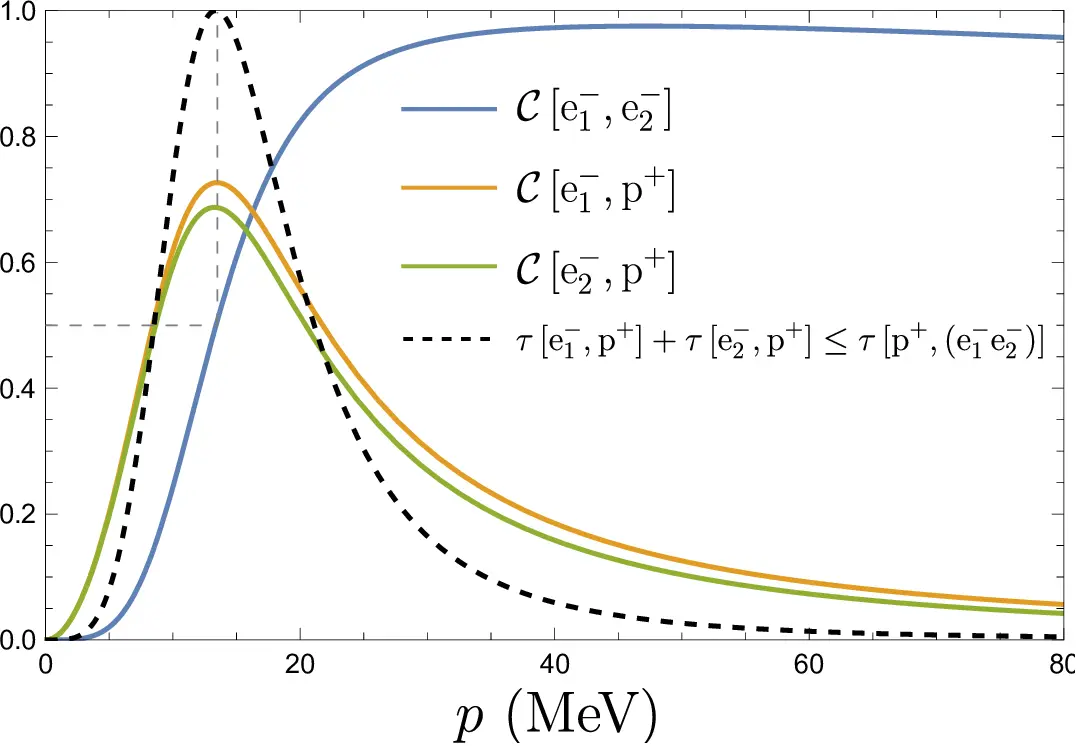 1.0
0.8
0.6
0.4
0.2
0.0
𝒞 [e₁⁻, e₂⁻]
𝒞 [e₁⁻, p⁺]
𝒞 [e₂⁻, p⁺]
τ [e₁⁻, p⁺] + τ [e₂⁻, p⁺] ≤ τ [p⁺, (e₁⁻e₂⁻)]
0 20 40 60 80
p (MeV)